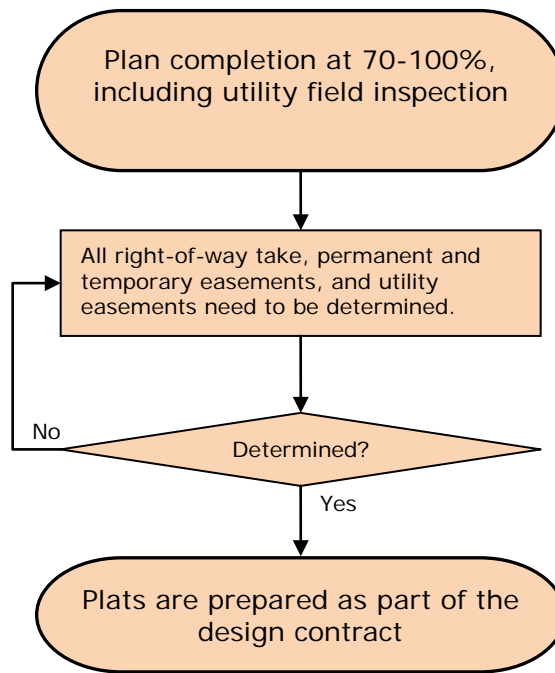 Plan completion at 70-100%,
including utility field inspection
All right-of-way take, permanent and
temporary easements, and utility
easements need to be determined.
No
Determined?
Yes
Plats are prepared as part of the
design contract